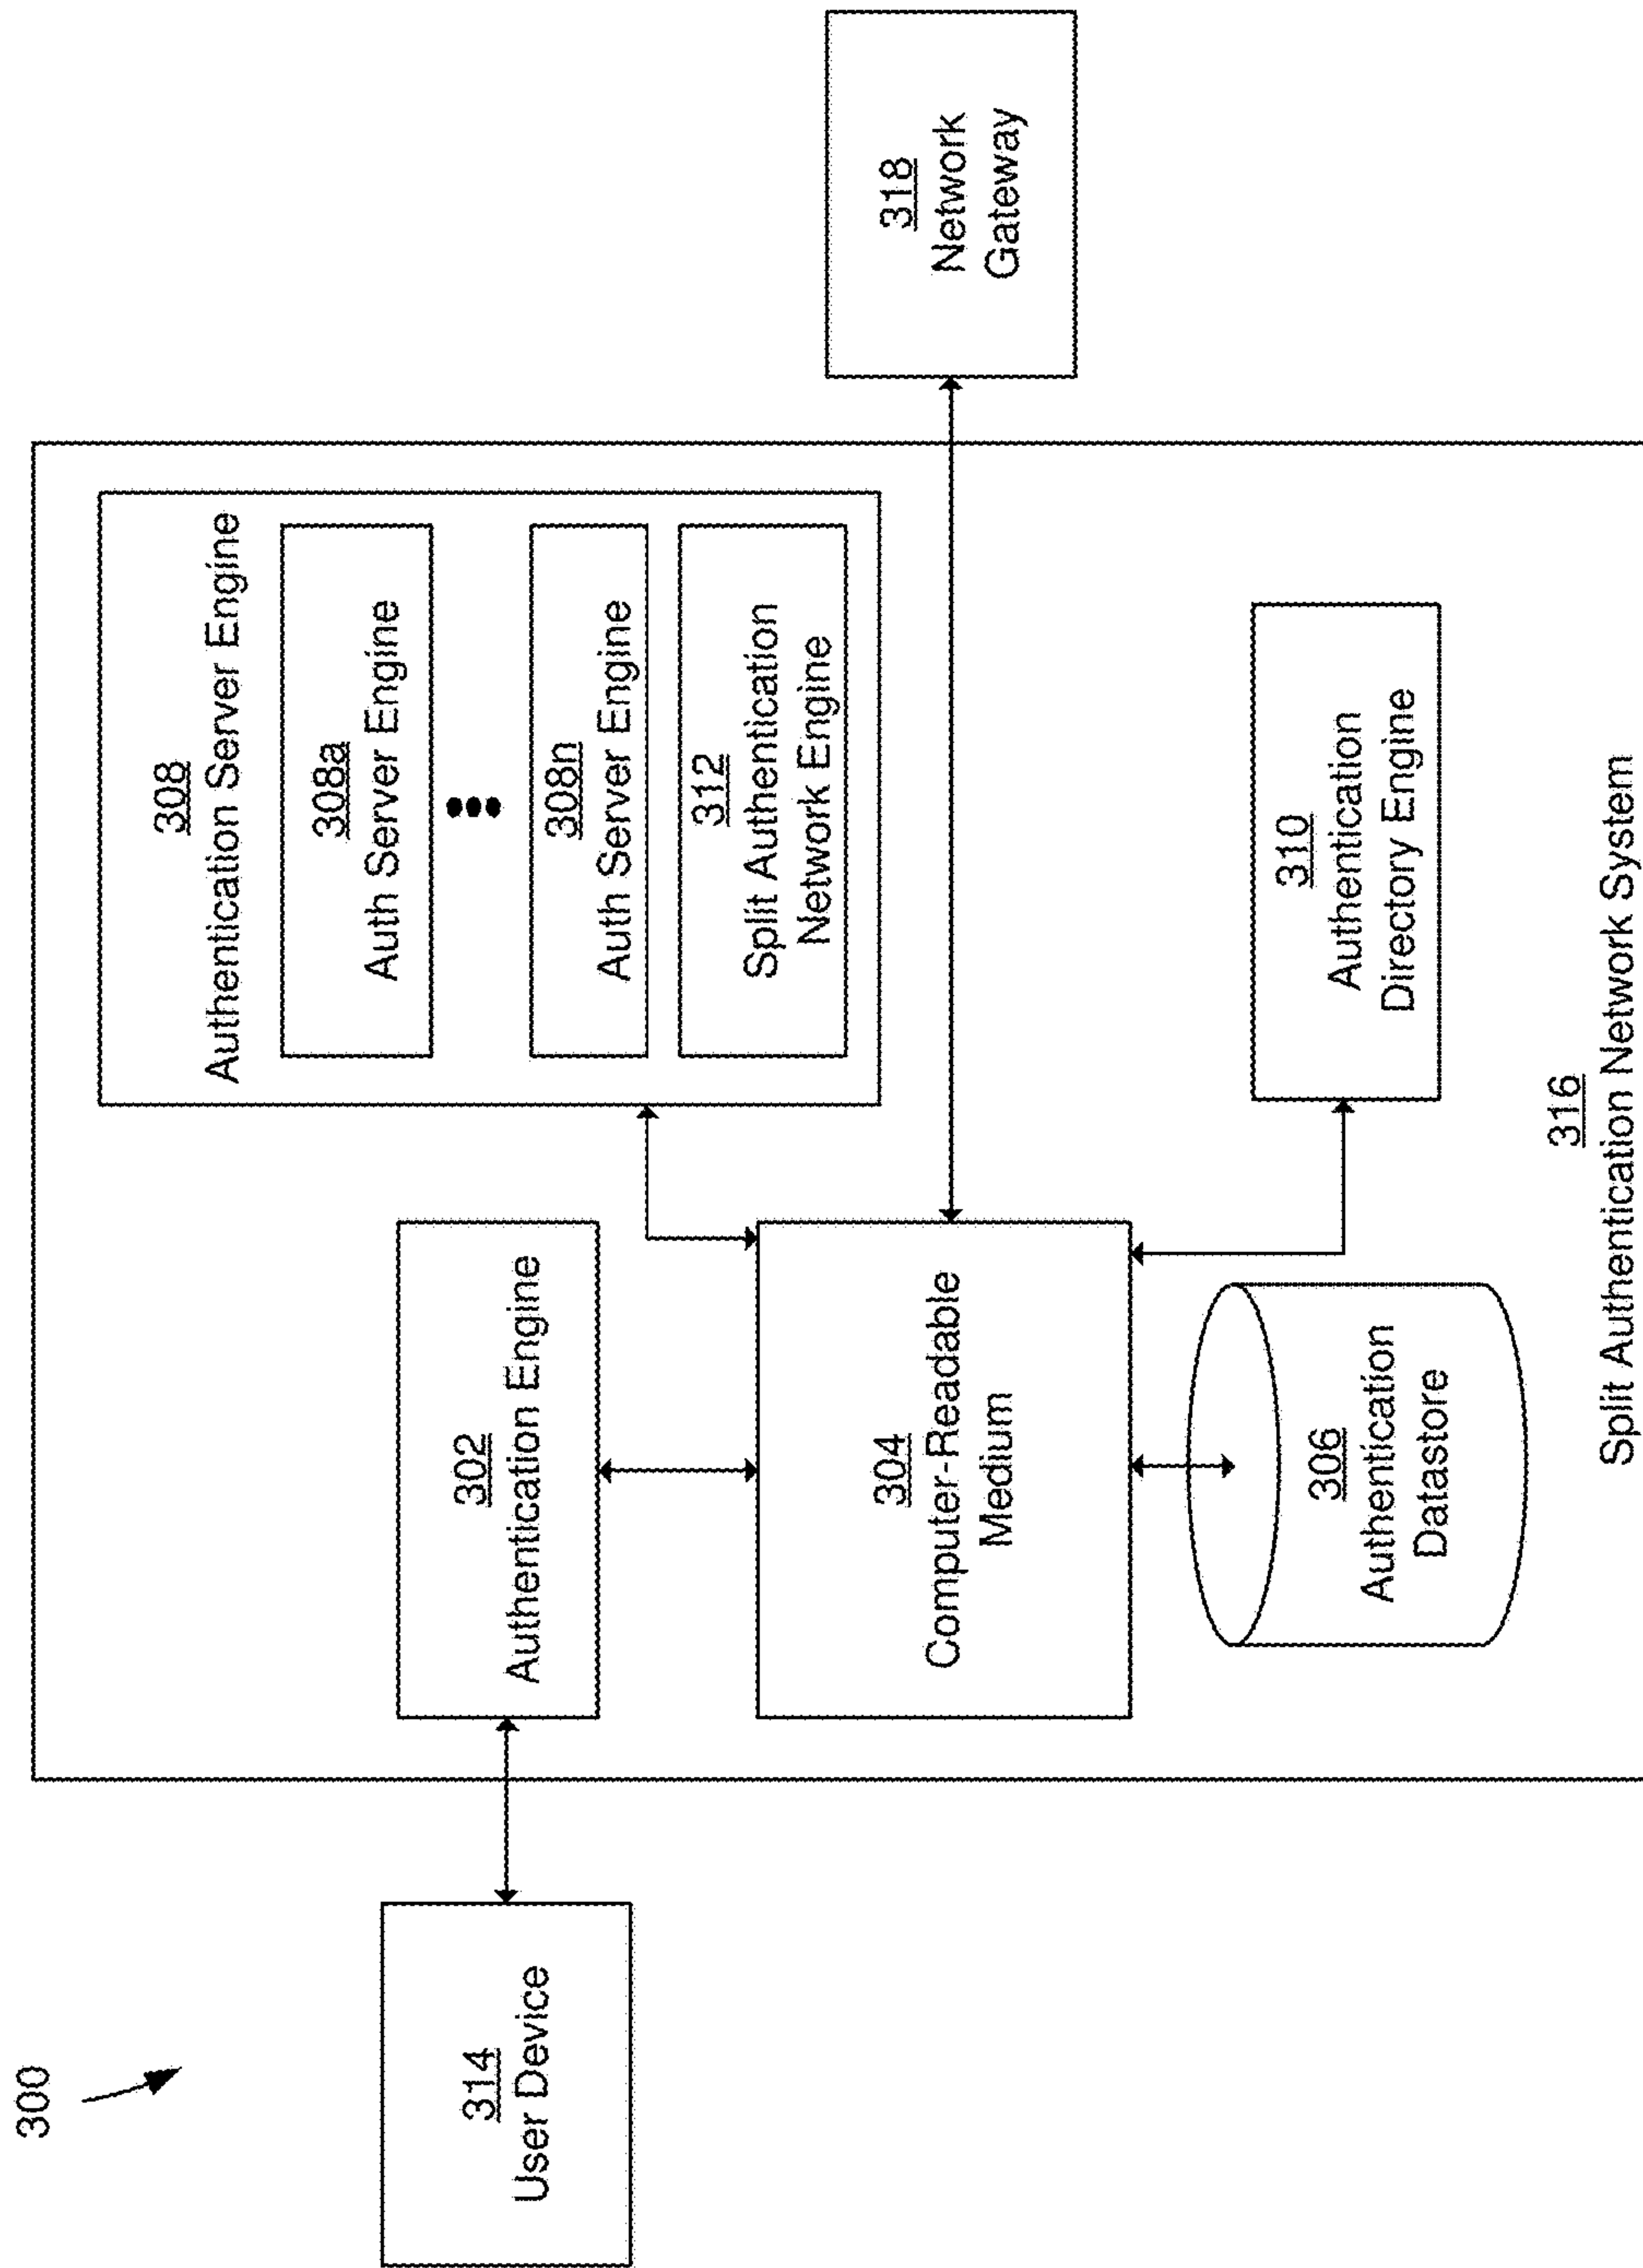 300
314
User Device
302
Authentication Engine
304
Computer-Readable
Medium
306
Authentication
Datastore
308
Authentication Server Engine
308a
Auth Server Engine
308n
Auth Server Engine
312
Split Authentication
Network Engine
310
Authentication
Directory Engine
316
Split Authentication Network System
318
Network
Gateway